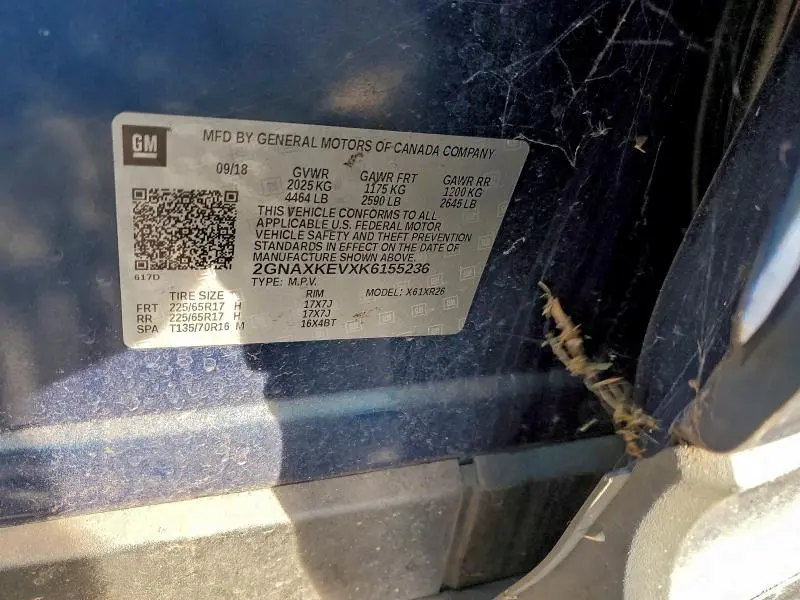 GM
MFD BY GENERAL MOTORS OF CANADA COMPANY
09/18 GVWR GAWR FRT GAWR RR
2025 KG 1175 KG 1200 KG
4464 LB 2590 LB 2645 LB
THIS VEHICLE CONFORMS TO ALL
APPLICABLE U.S. FEDERAL MOTOR
VEHICLE SAFETY AND THEFT PREVENTION
STANDARDS IN EFFECT ON THE DATE OF
MANUFACTURE SHOWN ABOVE.
617D 2GNAXKEVXK6155236
TYPE: M.P.V. MODEL: X61XR26
TIRE SIZE RIM
FRT 225/65R17 H 17X7J
RR 225/65R17 H 17X7J
SPA T135/70R16 M 16X4BT